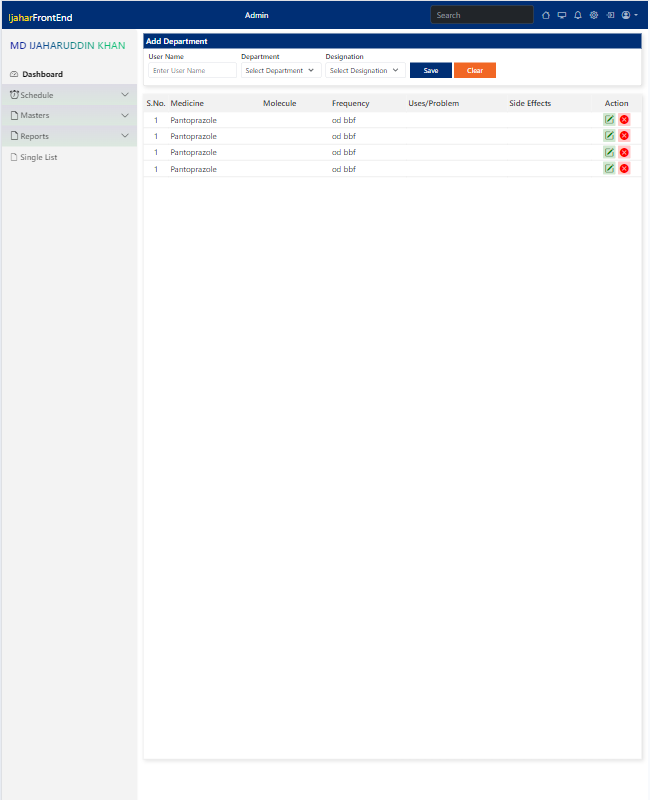 IjaharFrontEnd Admin Search
MD IJAHARUDDIN KHAN
Dashboard
Schedule
Masters
Reports
Single List
Add Department
User Name Department Designation
Enter User Name Select Department Select Designation Save Clear
S.No. Medicine Molecule Frequency Uses/Problem Side Effects Action
1 Pantoprazole od bbf
1 Pantoprazole od bbf
1 Pantoprazole od bbf
1 Pantoprazole od bbf